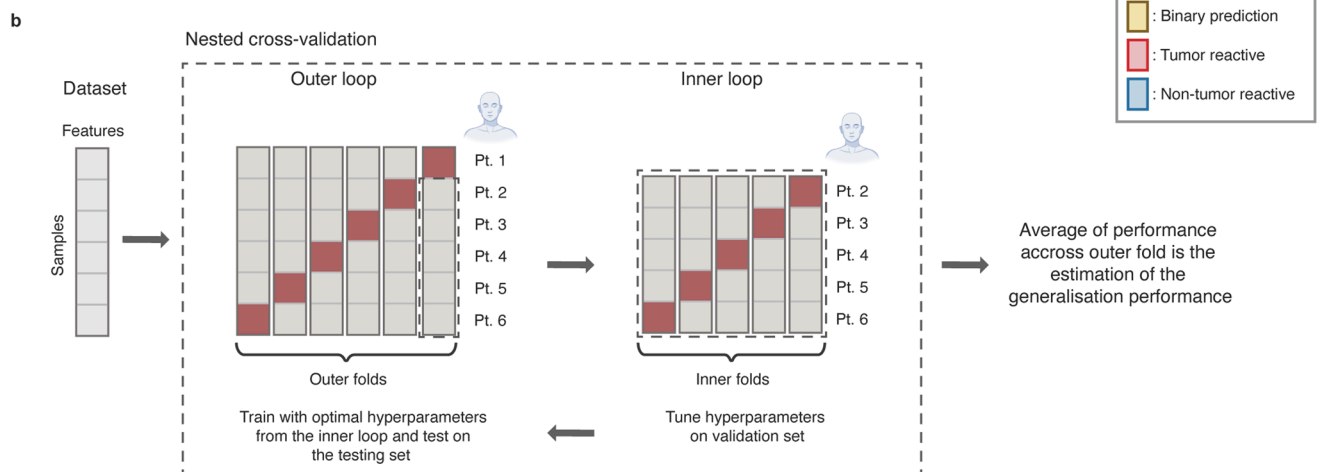 b
: Binary prediction
: Tumor reactive
: Non-tumor reactive
Nested cross-validation
Dataset
Features
Samples
Outer loop
Pt. 1
Pt. 2
Pt. 3
Pt. 4
Pt. 5
Pt. 6
Outer folds
Train with optimal hyperparameters
from the inner loop and test on
the testing set
Inner loop
Pt. 2
Pt. 3
Pt. 4
Pt. 5
Pt. 6
Inner folds
Tune hyperparameters
on validation set
Average of performance
accross outer fold is the
estimation of the
generalisation performance